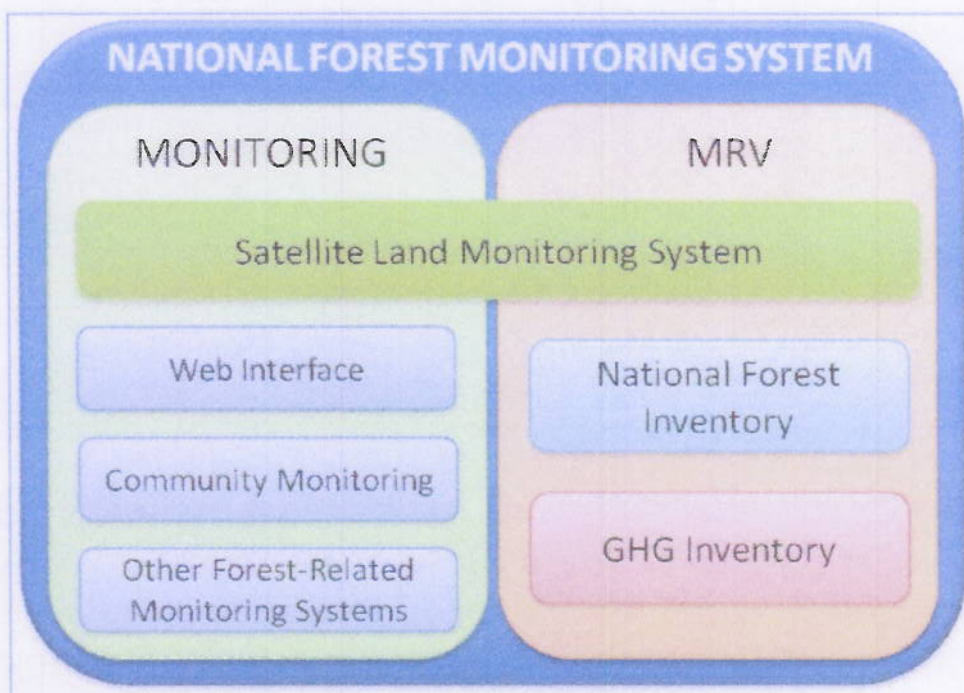 NATIONAL FOREST MONITORING SYSTEM
MONITORING
MRV
Satellite Land Monitoring System
Web Interface
Community Monitoring
Other Forest-Related
Monitoring Systems
National Forest
Inventory
GHG Inventory